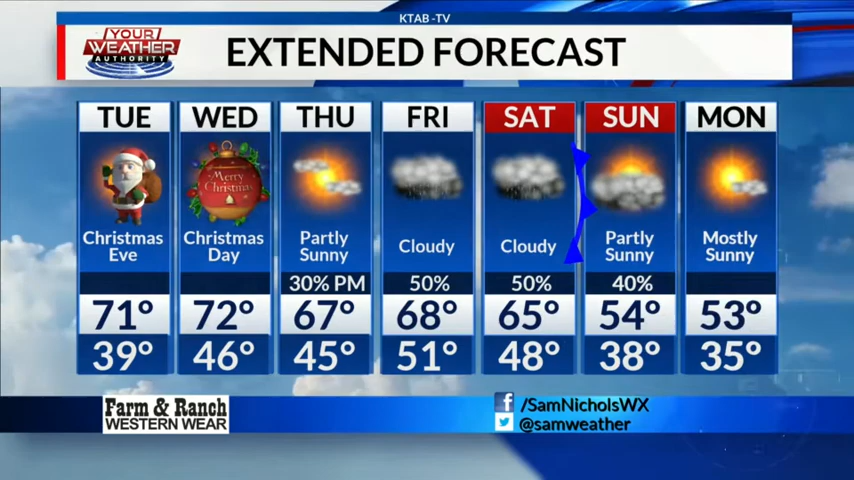 KTAB -TV
YOUR
WEATHER
AUTHORITY
EXTENDED FORECAST
TUE WED THU FRI SAT SUN MON
Merry
Christmas
Christmas Eve
Christmas Day
Partly Sunny
Cloudy
Cloudy
Partly Sunny
Mostly Sunny
30% PM 50% 50% 40%
71° 72° 67° 68° 65° 54° 53°
39° 46° 45° 51° 48° 38° 35°
Farm & Ranch
WESTERN WEAR
f /SamNicholsWX
@samweather